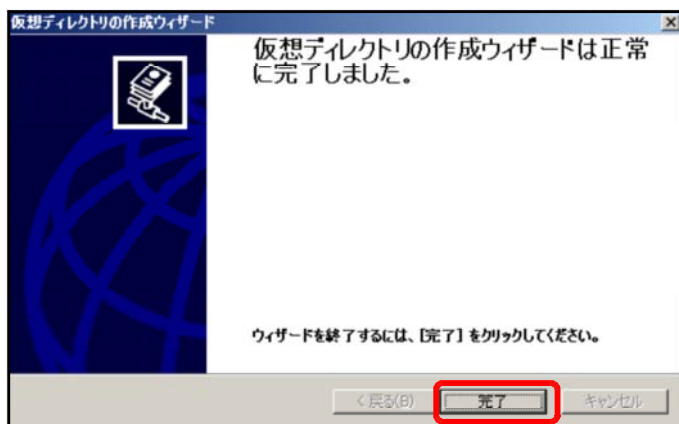 仮想ディレクトリの作成ウィザード
仮想ディレクトリの作成ウィザードは正常
に完了しました。
ウィザードを終了するには、[完了] をクリックしてください。
< 戻る(B)
完了
キャンセル